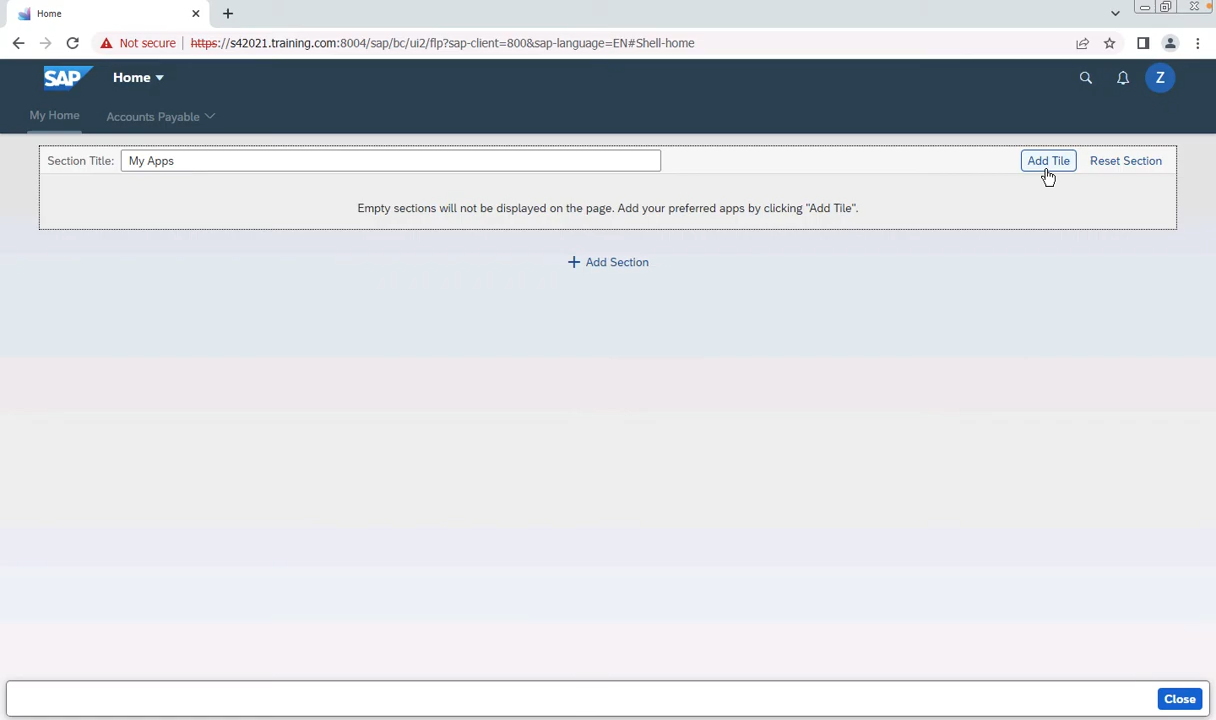 Home
Not secure https://s42021.training.com:8004/sap/bc/ui2/flp?sap-client=800&sap-language=EN#Shell-home
SAP Home Z
My Home Accounts Payable
Section Title: My Apps Add Tile Reset Section
Empty sections will not be displayed on the page. Add your preferred apps by clicking "Add Tile".
+ Add Section
Close